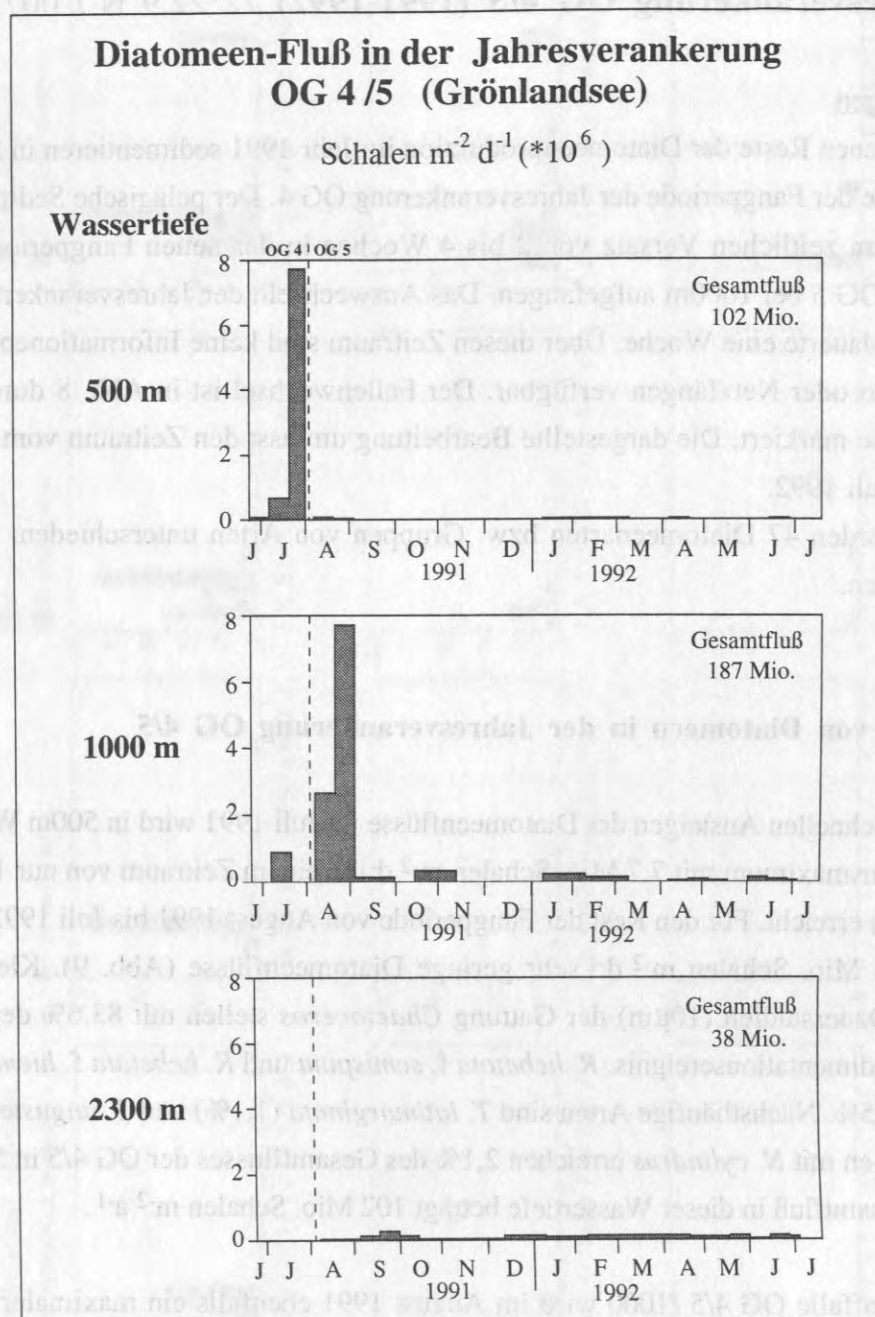 Diatomeen-Fluß in der Jahresverankerung
OG 4 /5 (Grönlandsee)
Schalen m² d⁻¹ (*10⁶ )
Wassertiefe
OG 4 OG 5
8
6
4
2
0
500 m
Gesamtfluß
102 Mio.
J J A S O N D J F M A M J J
1991 1992
8
6
4
2
0
1000 m
Gesamtfluß
187 Mio.
J J A S O N D J F M A M J J
1991 1992
8
6
4
2
0
2300 m
Gesamtfluß
38 Mio.
J J A S O N D J F M A M J J
1991 1992